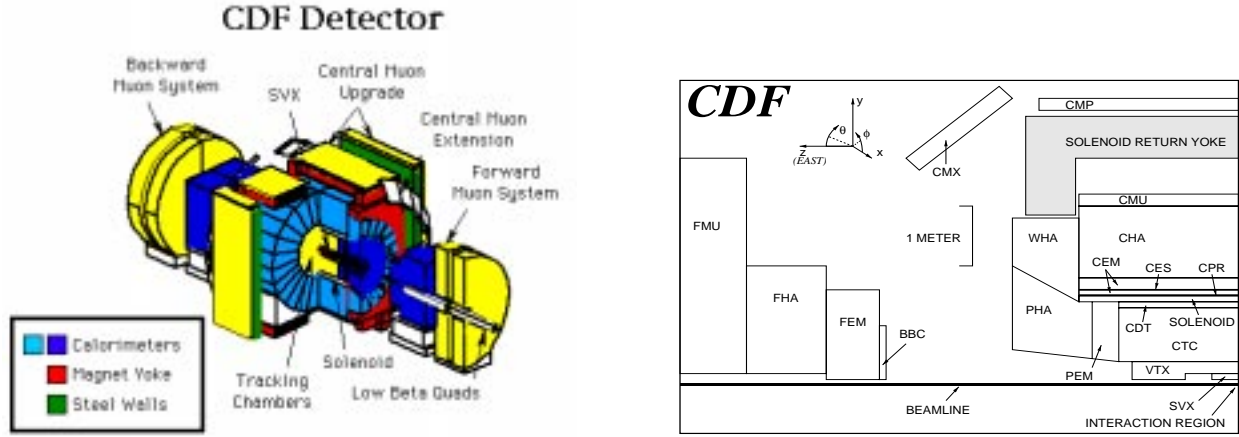 CDF Detector
Backward
Muon System
SVX
Central Muon
Upgrade
Central Muon
Extension
Forward
Muon System
Calorimeters
Magnet Yoke
Steel Walls
Tracking
Chambers
Solenoid
Low Beta Quads
CDF
y
θ
φ
z
(EAST)
x
CMX
CMP
SOLENOID RETURN YOKE
CMU
FMU
1 METER
WHA
CHA
CEM
CES
CPR
FHA
FEM
BBC
PHA
CDT
SOLENOID
CTC
PEM
VTX
BEAMLINE
SVX
INTERACTION REGION